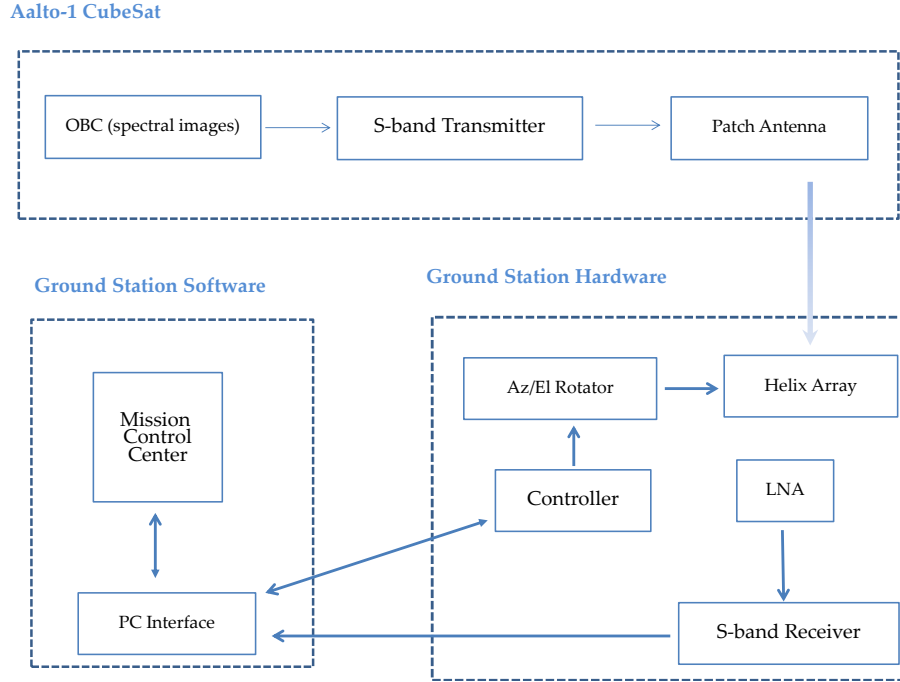 Aalto-1 CubeSat
OBC (spectral images)
S-band Transmitter
Patch Antenna
Ground Station Software
Ground Station Hardware
Mission
Control
Center
PC Interface
Az/El Rotator
Helix Array
Controller
LNA
S-band Receiver